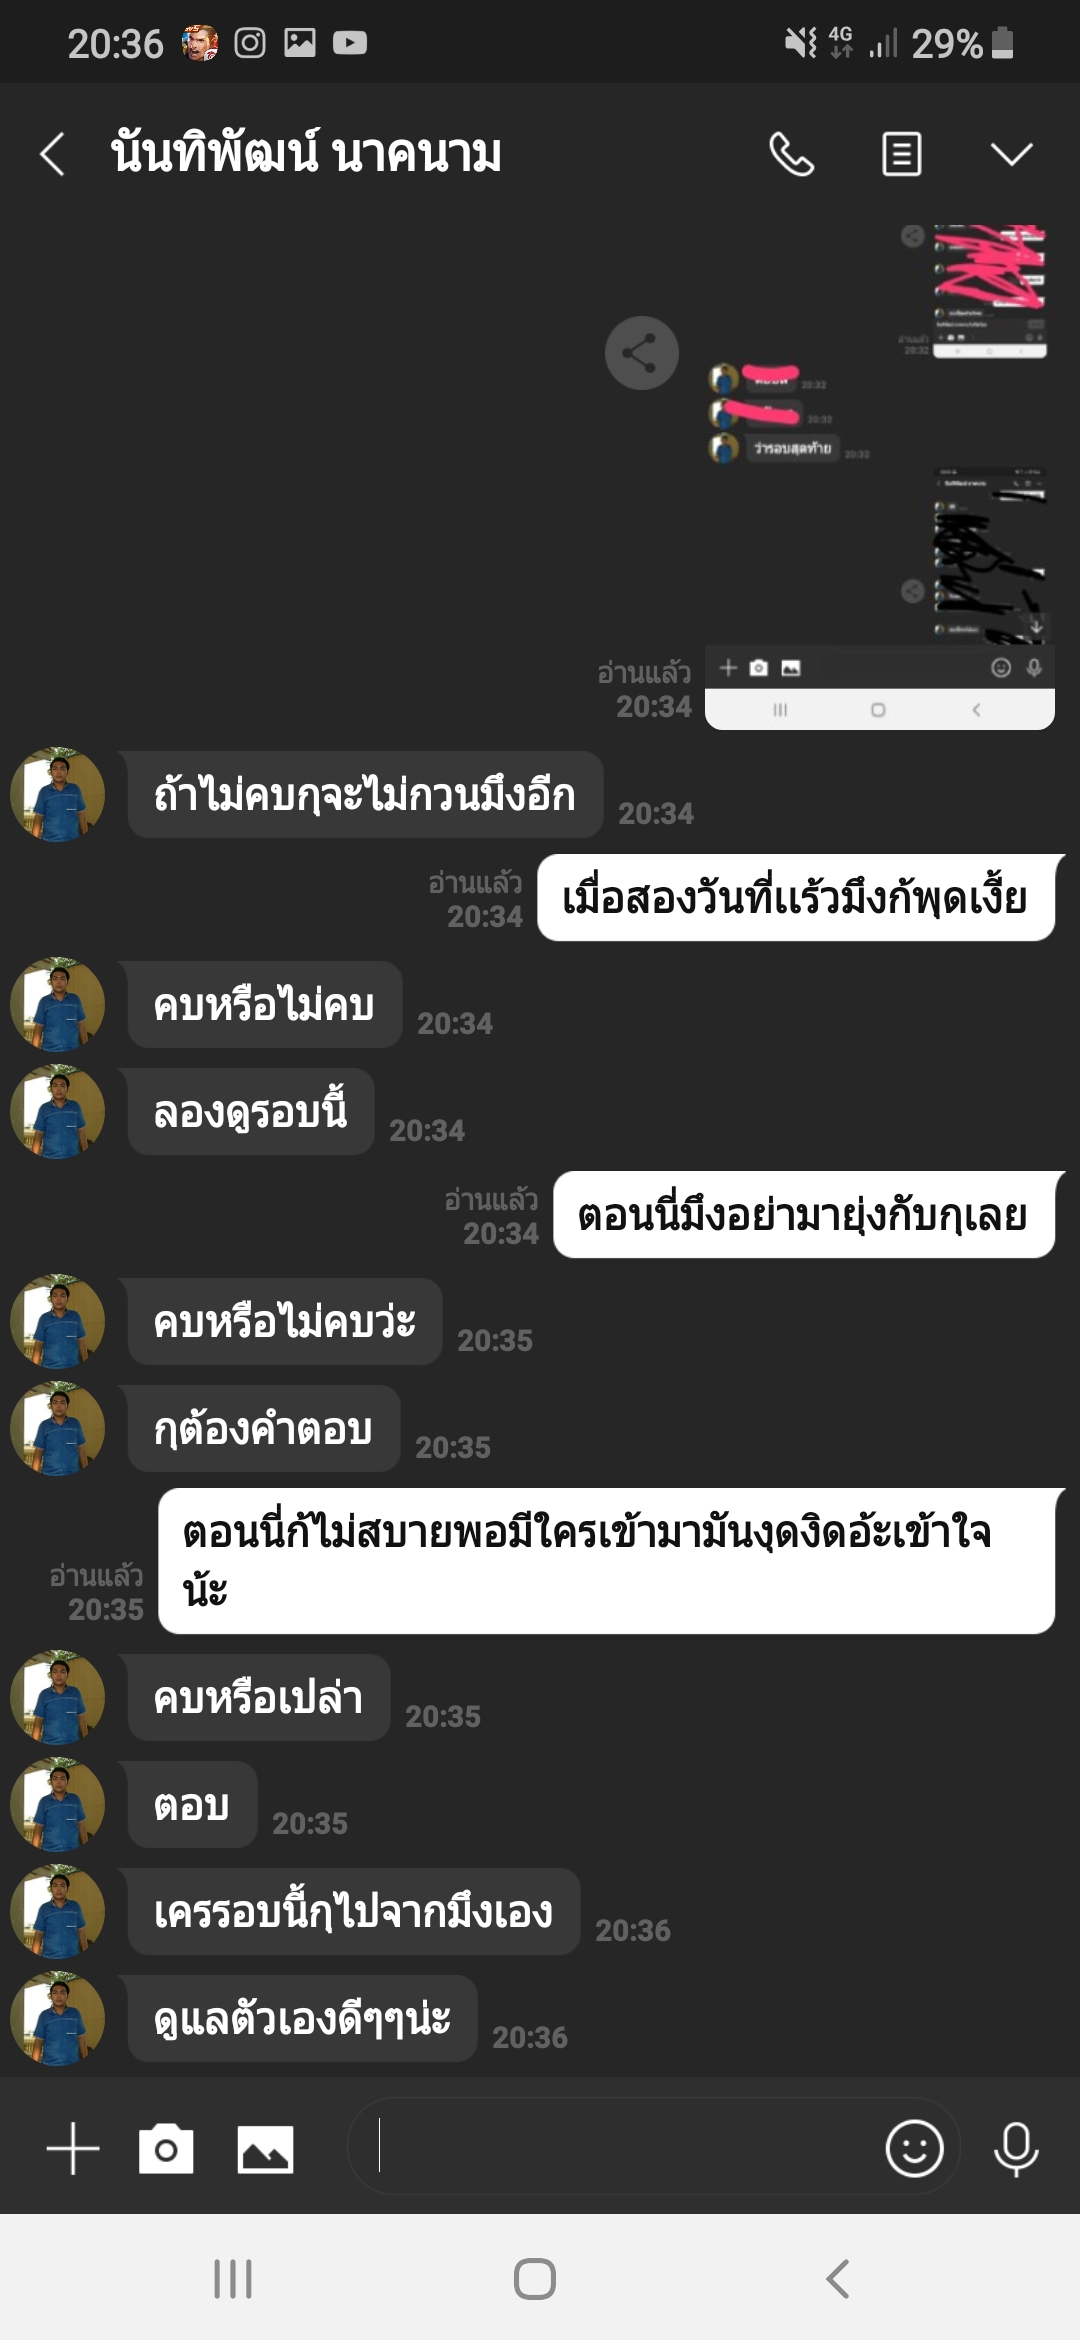 20:36
4G
29%
นันทิพัฒน์ นาคนาม
20:32
20:32
ว่ารอบสุดท้าย
20:32
อ่านแล้ว
20:34
ถ้าไม่คบกุจะไม่กวนมึงอีก
20:34
เมื่อสองวันที่เเร้วมึงก้พุดเงี้ย
อ่านแล้ว
20:34
คบหรือไม่คบ
20:34
ลองดูรอบนี้
20:34
ตอนนี่มึงอย่ามายุ่งกับกุเลย
อ่านแล้ว
20:34
คบหรือไม่คบว่ะ
20:35
กุต้องคำตอบ
20:35
ตอนนี่ก้ไม่สบายพอมีใครเข้ามามันงุดงิดอ้ะเข้าใจ
น้ะ
อ่านแล้ว
20:35
คบหรือเปล่า
20:35
ตอบ
20:35
เครรอบนี้กุไปจากมึงเอง
20:36
ดูแลตัวเองดีๆๆน่ะ
20:36